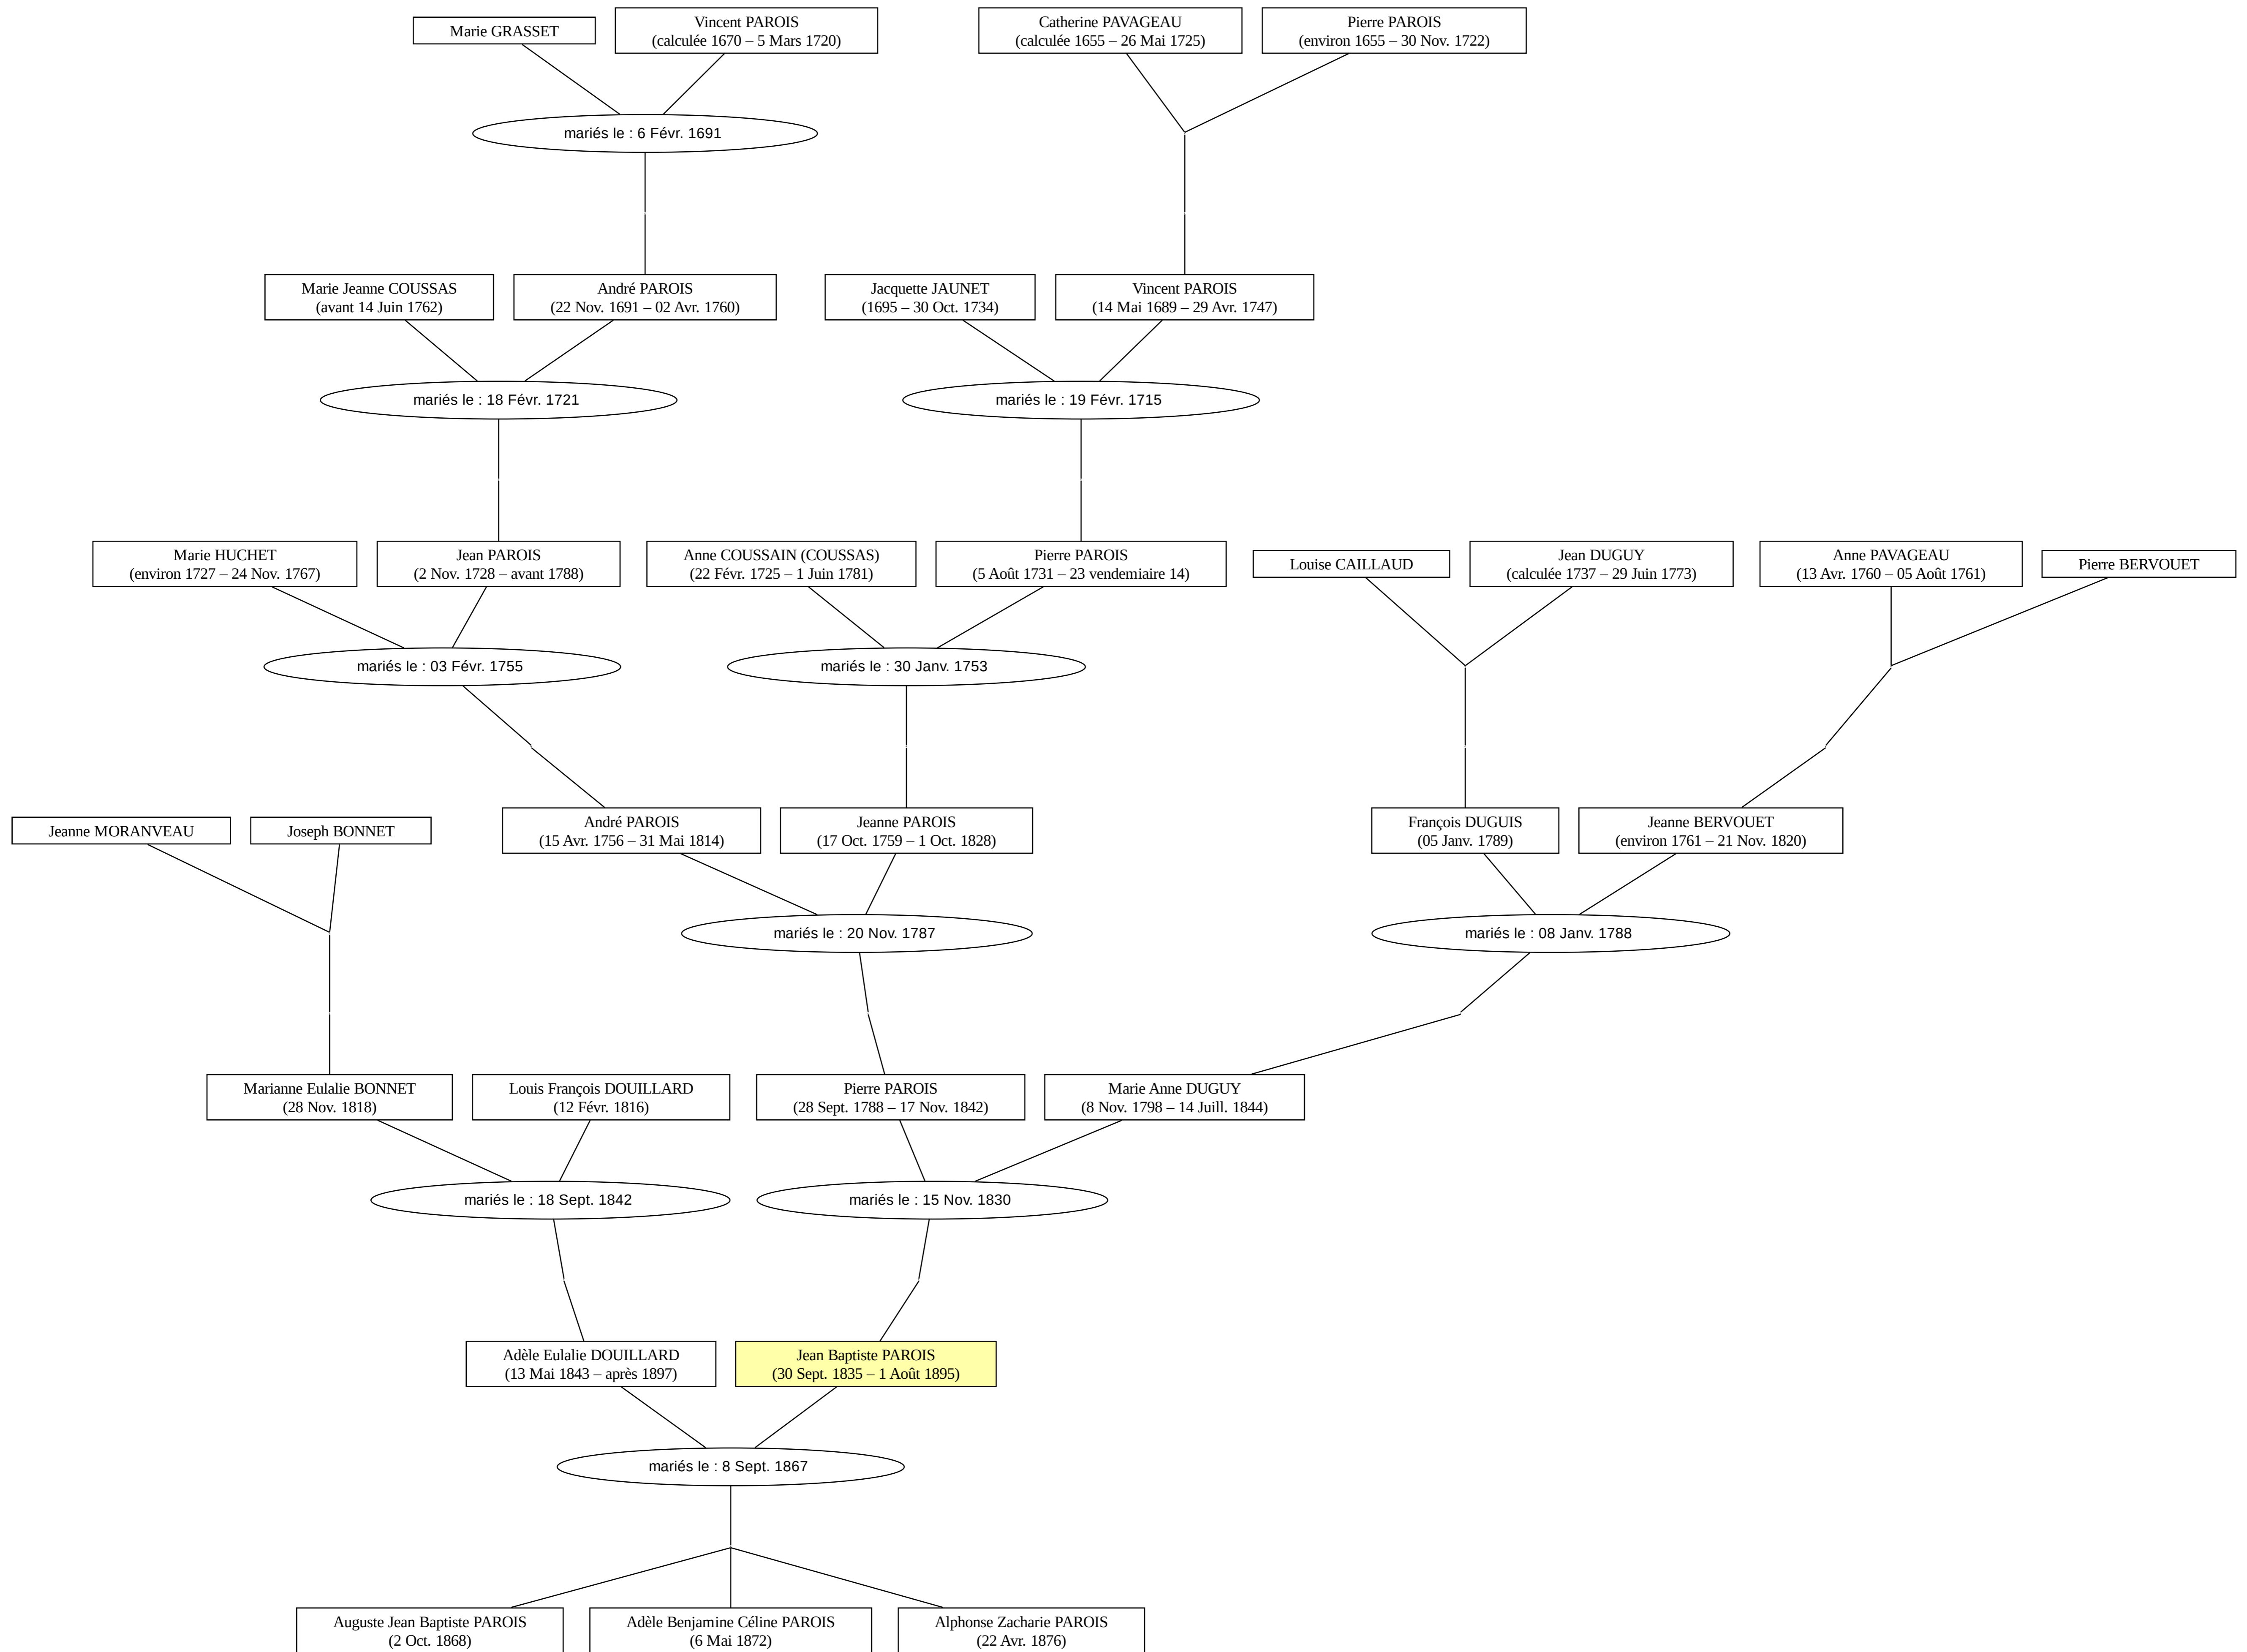 Marie GRASSET
Vincent PAROIS
(calculée 1670 – 5 Mars 1720)
Catherine PAVAGEAU
(calculée 1655 – 26 Mai 1725)
Pierre PAROIS
(environ 1655 – 30 Nov. 1722)
mariés le : 6 Févr. 1691
Marie Jeanne COUSSAS
(avant 14 Juin 1762)
André PAROIS
(22 Nov. 1691 – 02 Avr. 1760)
Jacquette JAUNET
(1695 – 30 Oct. 1734)
Vincent PAROIS
(14 Mai 1689 – 29 Avr. 1747)
mariés le : 18 Févr. 1721
mariés le : 19 Févr. 1715
Marie HUCHET
(environ 1727 – 24 Nov. 1767)
Jean PAROIS
(2 Nov. 1728 – avant 1788)
Anne COUSSAIN (COUSSAS)
(22 Févr. 1725 – 1 Juin 1781)
Pierre PAROIS
(5 Août 1731 – 23 vendemiaire 14)
Louise CAILLAUD
Jean DUGUY
(calculée 1737 – 29 Juin 1773)
Anne PAVAGEAU
(13 Avr. 1760 – 05 Août 1761)
Pierre BERVOUET
mariés le : 03 Févr. 1755
mariés le : 30 Janv. 1753
Jeanne MORANVEAU
Joseph BONNET
André PAROIS
(15 Avr. 1756 – 31 Mai 1814)
Jeanne PAROIS
(17 Oct. 1759 – 1 Oct. 1828)
François DUGUIS
(05 Janv. 1789)
Jeanne BERVOUET
(environ 1761 – 21 Nov. 1820)
mariés le : 20 Nov. 1787
mariés le : 08 Janv. 1788
Marianne Eulalie BONNET
(28 Nov. 1818)
Louis François DOUILLARD
(12 Févr. 1816)
Pierre PAROIS
(28 Sept. 1788 – 17 Nov. 1842)
Marie Anne DUGUY
(8 Nov. 1798 – 14 Juill. 1844)
mariés le : 18 Sept. 1842
mariés le : 15 Nov. 1830
Adèle Eulalie DOUILLARD
(13 Mai 1843 – après 1897)
Jean Baptiste PAROIS
(30 Sept. 1835 – 1 Août 1895)
mariés le : 8 Sept. 1867
Auguste Jean Baptiste PAROIS
(2 Oct. 1868)
Adèle Benjamine Céline PAROIS
(6 Mai 1872)
Alphonse Zacharie PAROIS
(22 Avr. 1876)